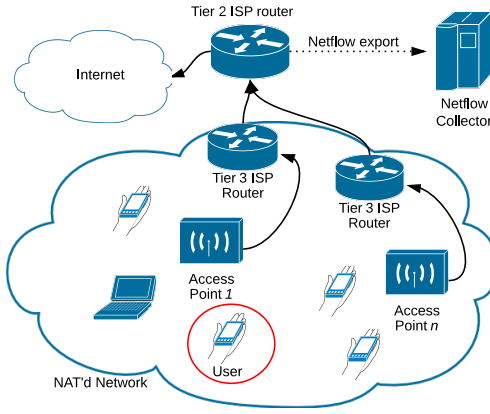 Tier 2 ISP router
Netflow export
Internet
Netflow
Collector
Tier 3 ISP
Router
Tier 3 ISP
Router
Access
Point 1
Access
Point n
User
NAT'd Network